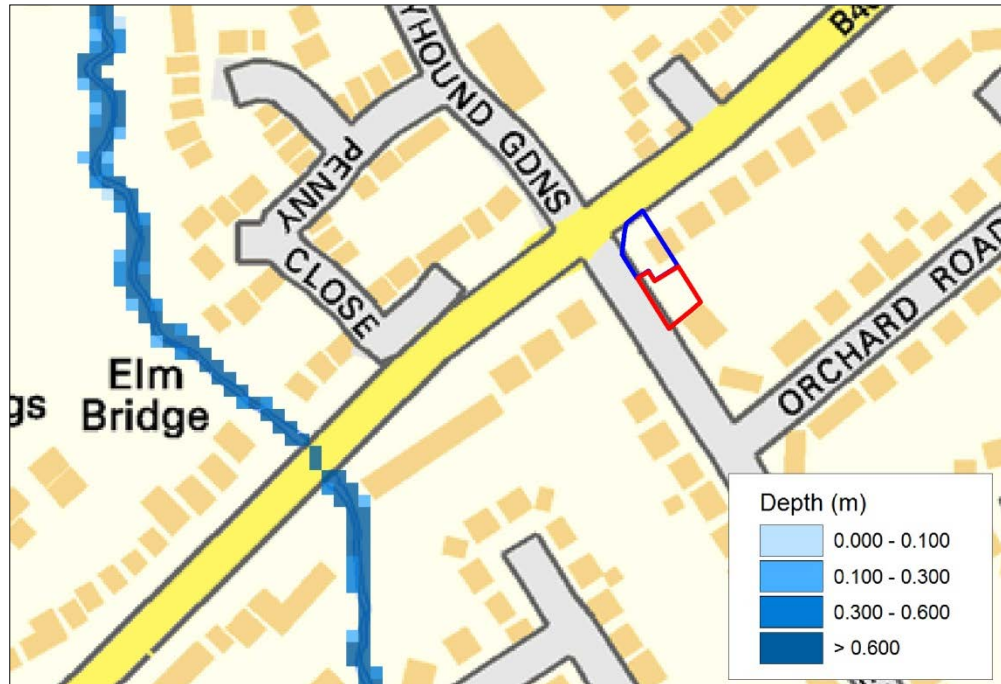 YHOUND GDNS
B40
PENNY
CLOSE
ORCHARD ROAD
Elm
gs
Bridge
Depth (m)
0.000 - 0.100
0.100 - 0.300
0.300 - 0.600
> 0.600